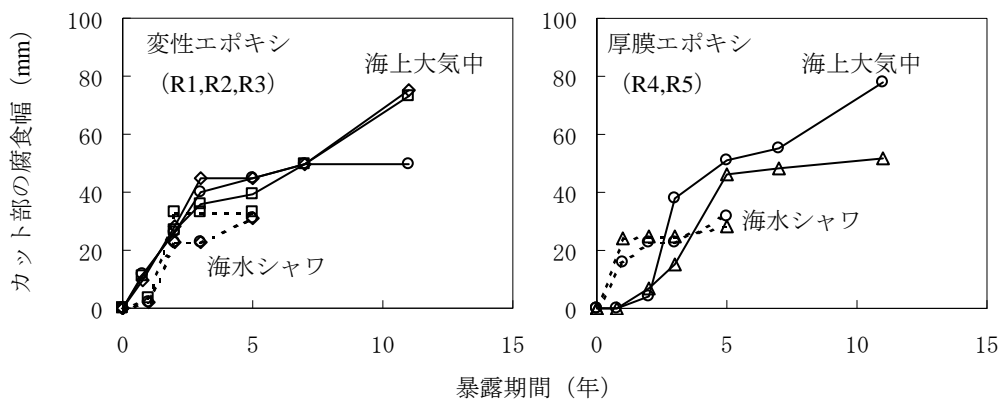 カット部の腐食幅（mm）
100
80
60
40
20
0
変性エポキシ
（R1,R2,R3）
海上大気中
海水シャワ
0 5 10 15
100
80
60
40
20
0
厚膜エポキシ
（R4,R5）
海上大気中
海水シャワ
0 5 10 15
暴露期間（年）